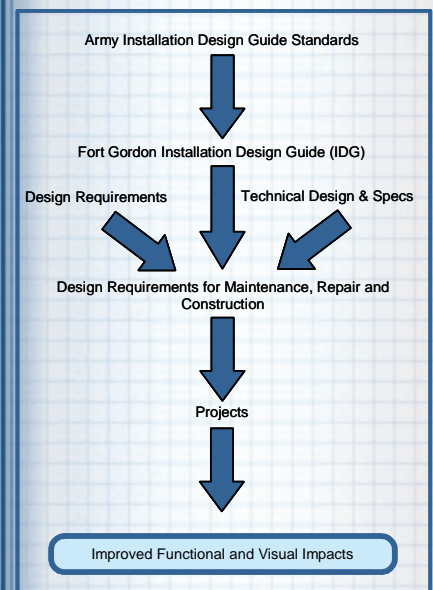 Army Installation Design Guide Standards
Fort Gordon Installation Design Guide (IDG)
Design Requirements
Technical Design & Specs
Design Requirements for Maintenance, Repair and
Construction
Projects
Improved Functional and Visual Impacts